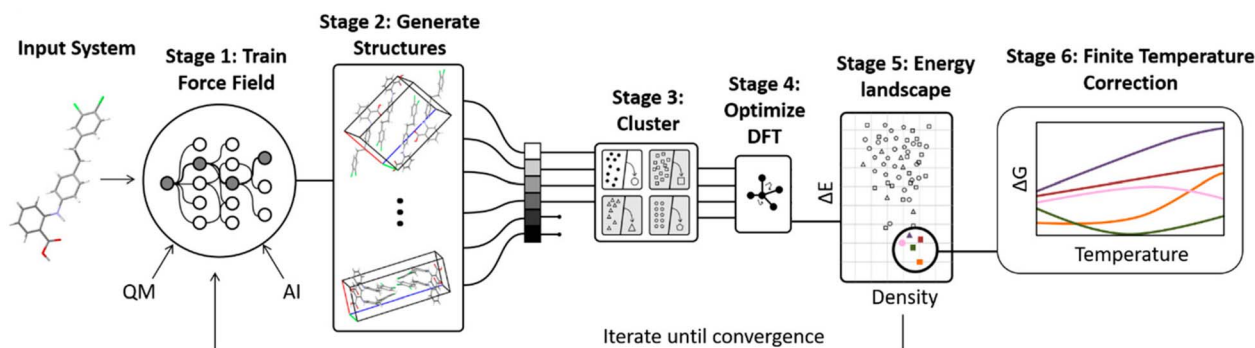 Input System
Stage 1: Train
Force Field
QM
AI
Stage 2: Generate
Structures
Stage 3:
Cluster
Stage 4:
Optimize
DFT
Stage 5: Energy
landscape
ΔE
Density
Stage 6: Finite Temperature
Correction
ΔG
Temperature
Iterate until convergence